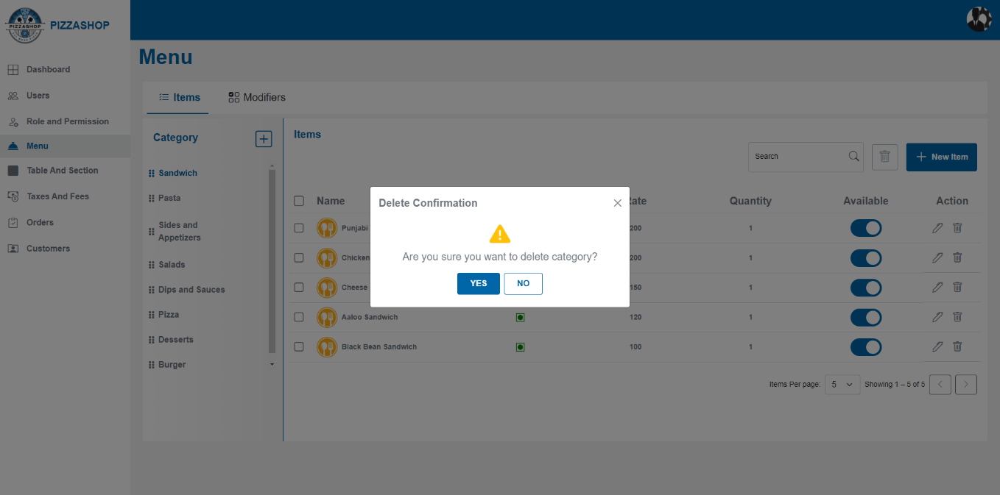 PIZZASHOP
PIZZASHOP
Dashboard
Users
Role and Permission
Menu
Table And Section
Taxes And Fees
Orders
Customers
Menu
Items
Modifiers
Category
Sandwich
Pasta
Sides and
Appetizers
Salads
Dips and Sauces
Pizza
Desserts
Burger
Items
Search
New Item
Name ate Quantity Available Action
Punjabi 200 1
Chicken 200 1
Cheese 150 1
Aaloo Sandwich 120 1
Black Bean Sandwich 100 1
Items Per page: 5 Showing 1 – 5 of 5
Delete Confirmation
Are you sure you want to delete category?
YES
NO